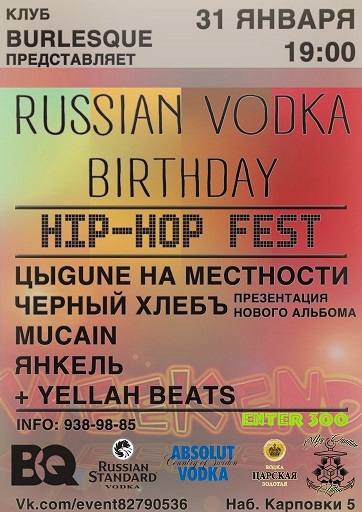 КЛУБ
BURLESQUE
ПРЕДСТАВЛЯЕТ
31 ЯНВАРЯ
19:00
RUSSIAN VODKA
BIRTHDAY
HIP-HOP FEST
ЦЫGUNE НА МЕСТНОСТИ
ЧЕРНЫЙ ХЛЕБЪ
ПРЕЗЕНТАЦИЯ
НОВОГО АЛЬБОМА
MUCAIN
ЯНКЕЛЬ
+ YELLAH BEATS
WEEKEND
INFO: 938-98-85
ENTER 300
BQ
RUSSIAN
STANDARD
VODKA
ABSOLUT
Country of Sweden
VODKA
ВОДКА
ЦАРСКАЯ
ЗОЛОТАЯ
Vk.com/event82790536
Наб. Карповки 5